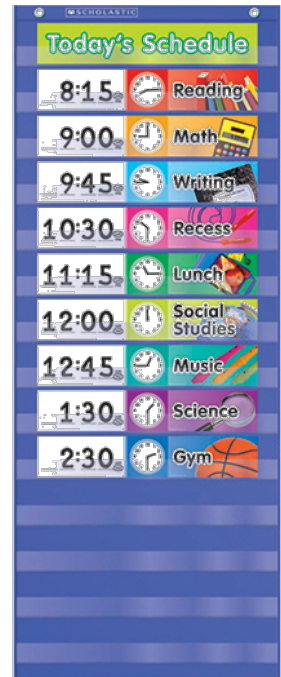 SCHOLASTIC
Today's Schedule
8:15 Reading
9:00 Math
9:45 Writing
10:30 Recess
11:15 Lunch
12:00 Social
Studies
12:45 Music
1:30 Science
2:30 Gym